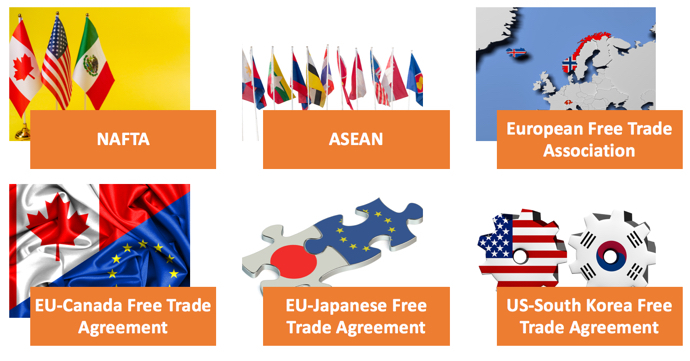 NAFTA
ASEAN
European Free Trade
Association
EU-Canada Free Trade
Agreement
EU-Japanese Free
Trade Agreement
US-South Korea Free
Trade Agreement